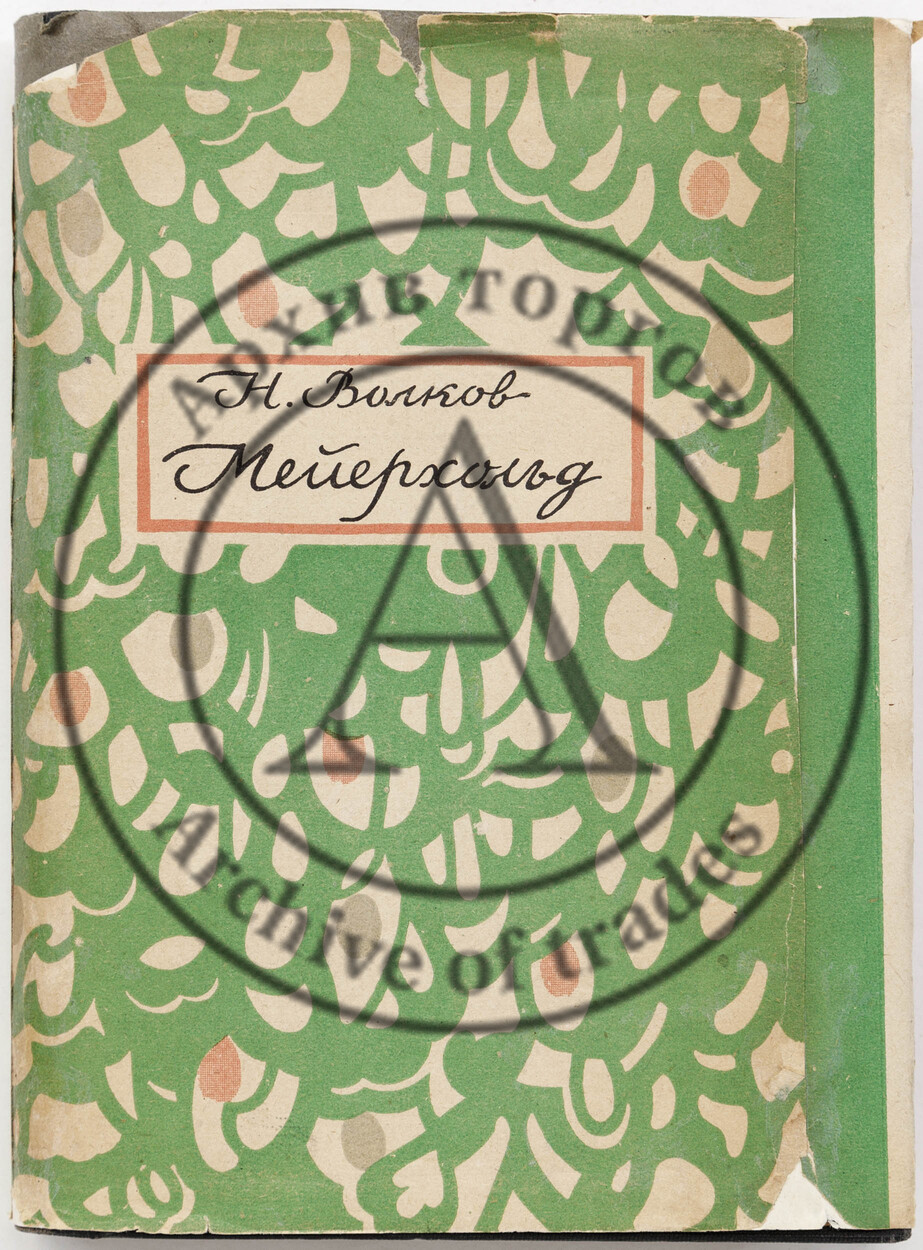 Архив торгов
Н. Волков
Мейерхольд
А
Archive of trades